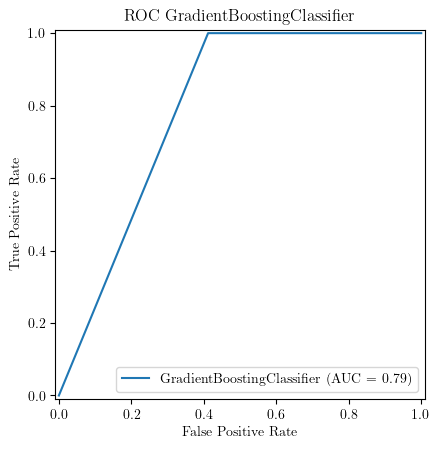 ROC GradientBoostingClassifier
1.0
0.8
0.6
0.4
0.2
0.0
True Positive Rate
GradientBoostingClassifier (AUC = 0.79)
0.0 0.2 0.4 0.6 0.8 1.0
False Positive Rate